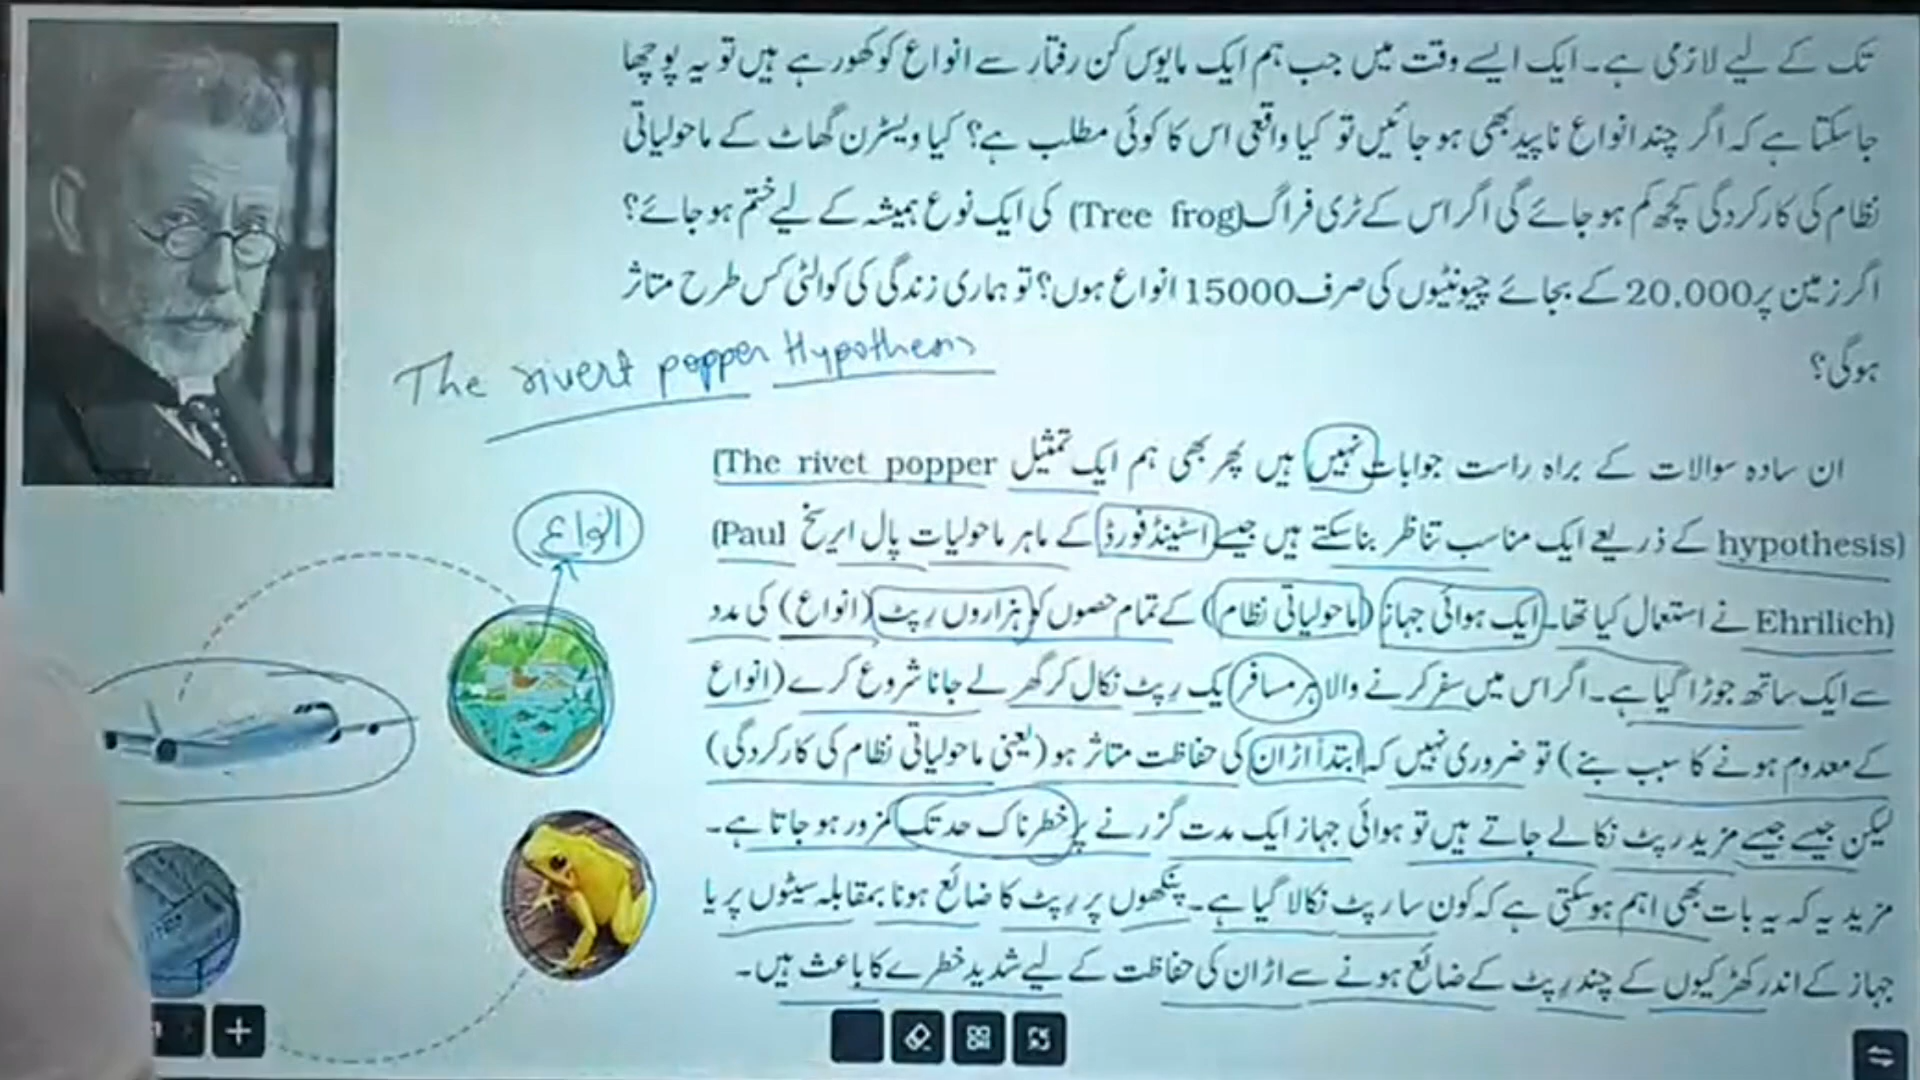 تک کے لیے لازمی ہے۔ ایک ایسے وقت میں جب ہم ایک مایوس کن رفتار سے انواع کو کھو رہے ہیں تو یہ پوچھا
جاسکتا ہے کہ اگر چند انواع ناپید بھی ہو جائیں تو کیا واقعی اس کا کوئی مطلب ہے؟ کیا ویسٹرن گھاٹ کے ماحولیاتی
نظام کی کارکردگی کچھ کم ہو جائے گی اگر اس کے ٹری فراگ (Tree frog) کی ایک نوع ہمیشہ کے لیے ختم ہو جائے؟
اگر زمین پر 20,000 کے بجائے چیونٹیوں کی صرف 15000 انواع ہوں؟ تو ہماری زندگی کی کوالٹی کس طرح متاثر
ہوگی؟
The rivert popper Hypothesis
ان سادہ سوالات کے براہ راست جوابات نہیں ہیں پھر بھی ہم ایک تمثیل (The rivet popper
hypothesis) کے ذریعے ایک مناسب تناظر بناسکتے ہیں جیسے اسٹینڈفورڈ کے ماہر ماحولیات پال ایرخ (Paul
Ehrilich) نے استعمال کیا تھا۔ ایک ہوائی جہاز (ماحولیاتی نظام) کے تمام حصوں کو ہزاروں رپٹ (انواع) کی مدد
سے ایک ساتھ جوڑا گیا ہے۔ اگر اس میں سفر کرنے والا ہر مسافر یک رپٹ نکال کر گھر لے جانا شروع کرے (انواع
کے معدوم ہونے کا سبب بنے) تو ضروری نہیں کہ ابتداً اڑان کی حفاظت متاثر ہو (یعنی ماحولیاتی نظام کی کارکردگی)
لیکن جیسے جیسے مزید رپٹ نکالے جاتے ہیں تو ہوائی جہاز ایک مدت گزرنے پر خطرناک حد تک کمزور ہو جاتا ہے۔
مزید یہ کہ یہ بات بھی اہم ہوسکتی ہے کہ کون سا رپٹ نکالا گیا ہے۔ پنکھوں پر رپٹ کا ضائع ہونا بمقابلہ سیٹوں پر یا
جہاز کے اندر کھڑکیوں کے چند رپٹ کے ضائع ہونے سے اڑان کی حفاظت کے لیے شدید خطرے کا باعث ہیں۔
انواع